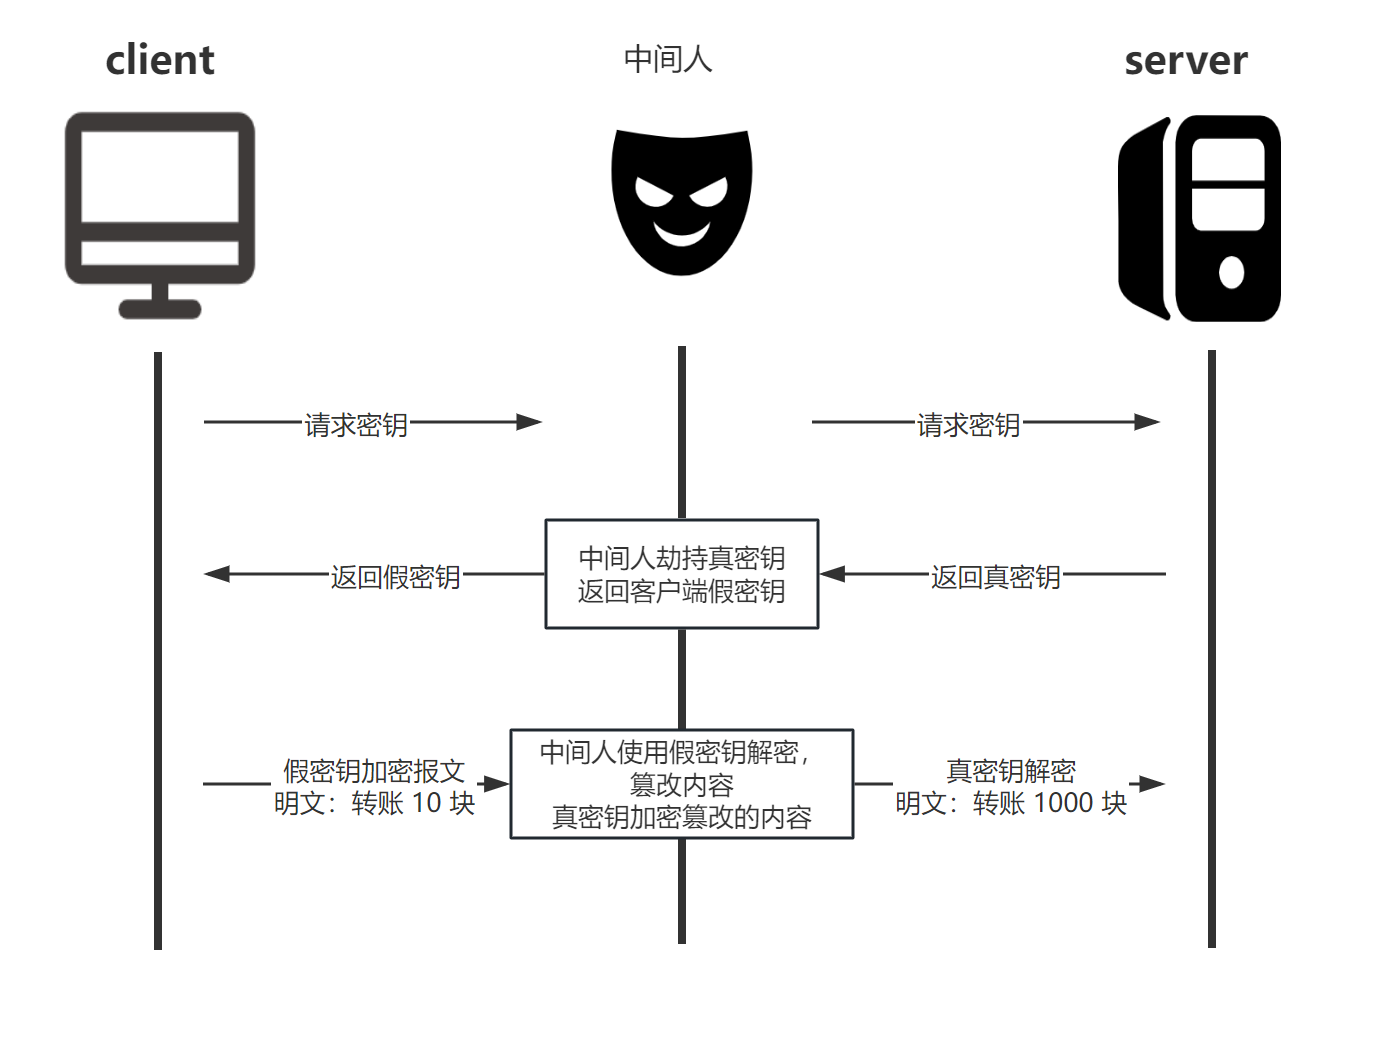 client
中间人
server
请求密钥
请求密钥
中间人劫持真密钥
返回客户端假密钥
返回假密钥
返回真密钥
假密钥加密报文
明文：转账 10 块
中间人使用假密钥解密，
篡改内容
真密钥加密篡改的内容
真密钥解密
明文：转账 1000 块